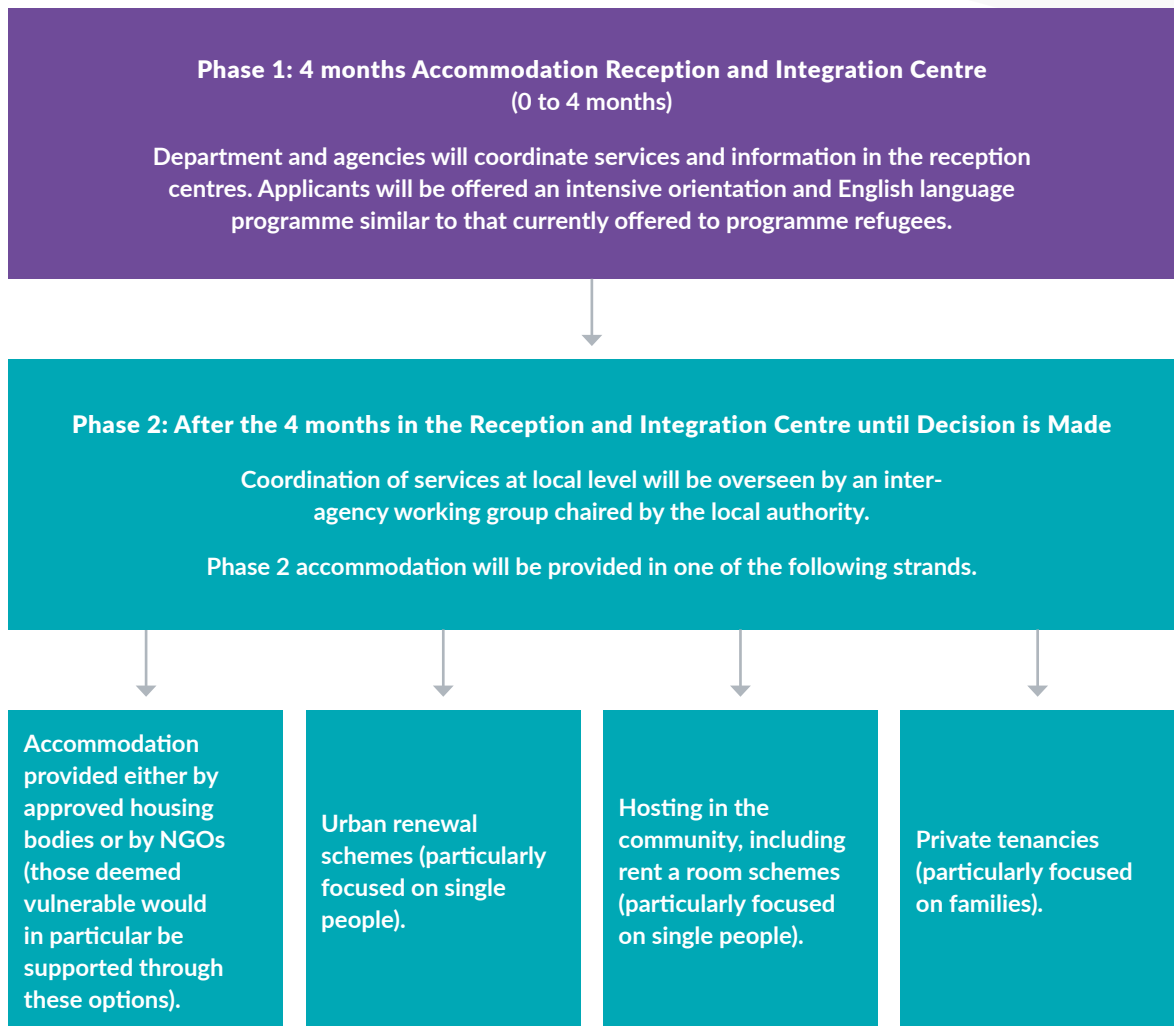 Phase 1: 4 months Accommodation Reception and Integration Centre
(0 to 4 months)
Department and agencies will coordinate services and information in the reception
centres. Applicants will be offered an intensive orientation and English language
programme similar to that currently offered to programme refugees.
Phase 2: After the 4 months in the Reception and Integration Centre until Decision is Made
Coordination of services at local level will be overseen by an inter-
agency working group chaired by the local authority.
Phase 2 accommodation will be provided in one of the following strands.
Accommodation
provided either by
approved housing
bodies or by NGOs
(those deemed
vulnerable would
in particular be
supported through
these options).
Urban renewal
schemes (particularly
focused on single
people).
Hosting in the
community, including
rent a room schemes
(particularly focused
on single people).
Private tenancies
(particularly focused
on families).